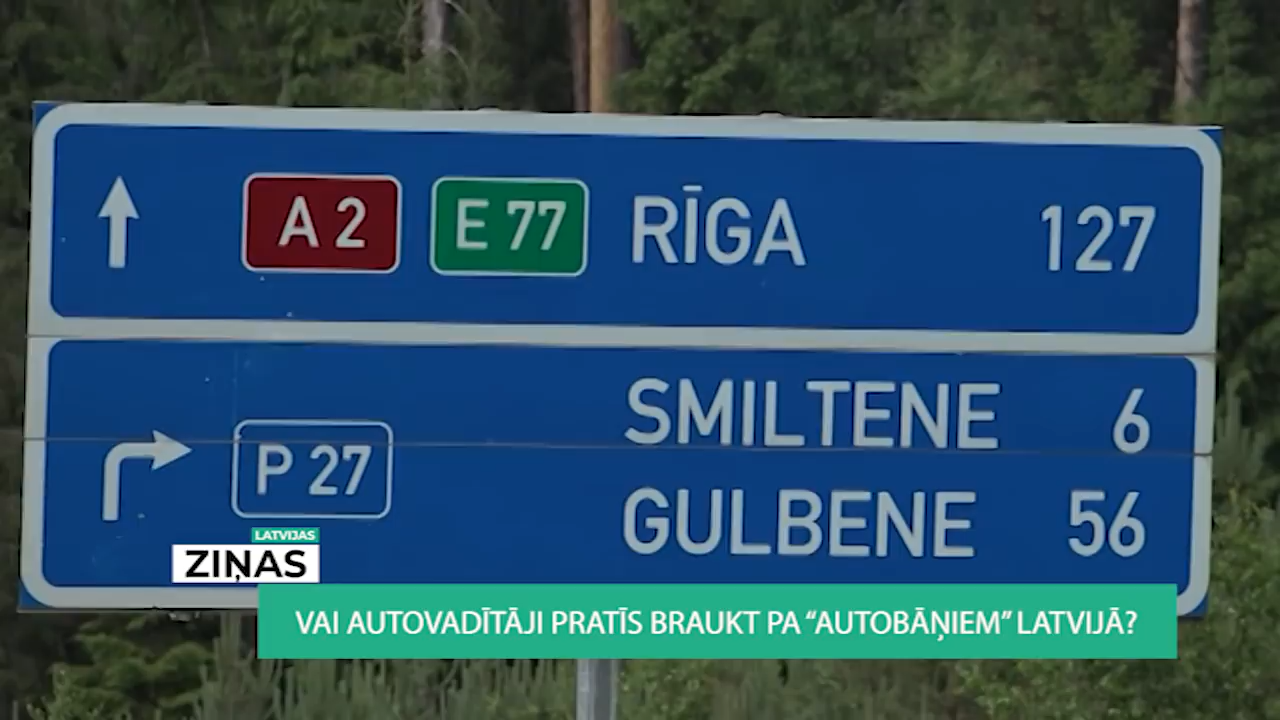 A 2 E 77 RĪGA 127
SMILTENE 6
P 27
GULBENE 56
LATVIJAS
ZIŅAS
VAI AUTOVADĪTĀJI PRATĪS BRAUKT PA “AUTOBĀŅIEM” LATVIJĀ?